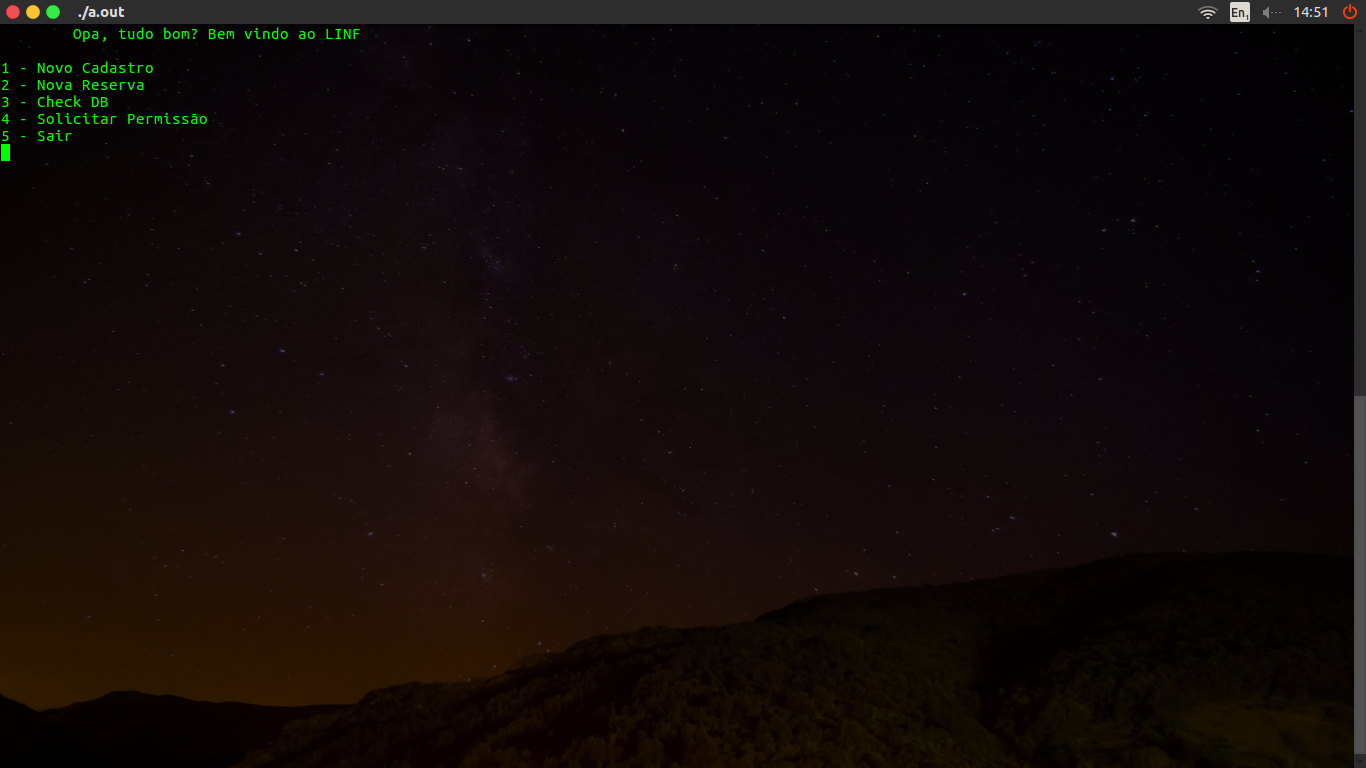 ./a.out
En1
14:51
Opa, tudo bom? Bem vindo ao LINF
1 - Novo Cadastro
2 - Nova Reserva
3 - Check DB
4 - Solicitar Permissão
5 - Sair